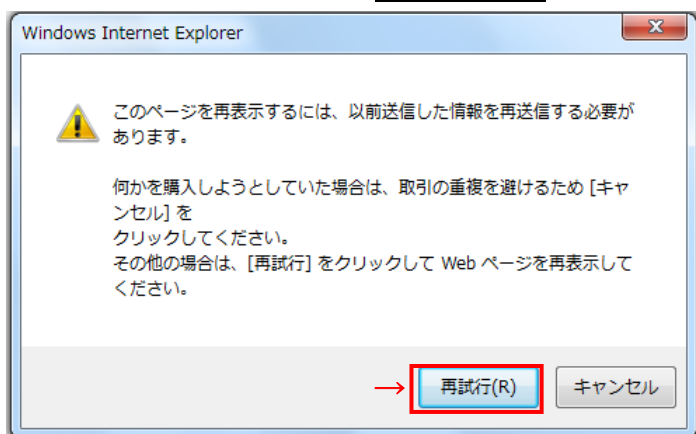 Windows Internet Explorer
このページを再表示するには、以前送信した情報を再送信する必要が
あります。
何かを購入しようとしていた場合は、取引の重複を避けるため [キャ
ンセル] を
クリックしてください。
その他の場合は、[再試行] をクリックして Web ページを再表示して
ください。
→ 再試行(R) キャンセル